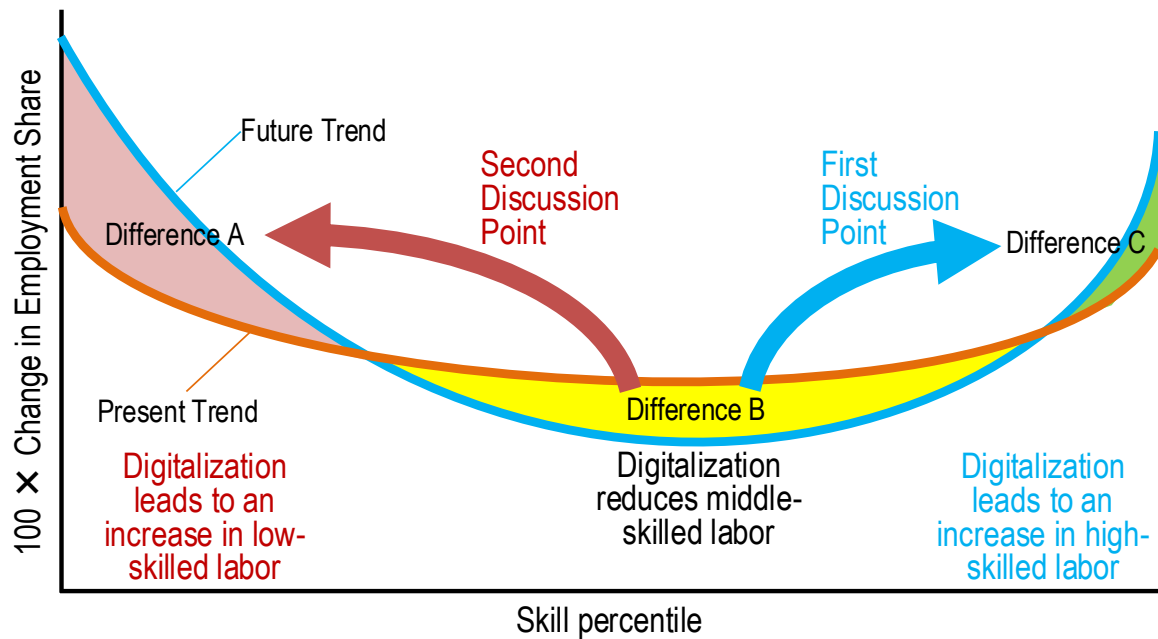 100 × Change in Employment Share
Future Trend
Second
Discussion
Point
First
Discussion
Point
Difference A
Difference C
Present Trend
Difference B
Digitalization
leads to an
increase in low-
skilled labor
Digitalization
reduces middle-
skilled labor
Digitalization
leads to an
increase in high-
skilled labor
Skill percentile